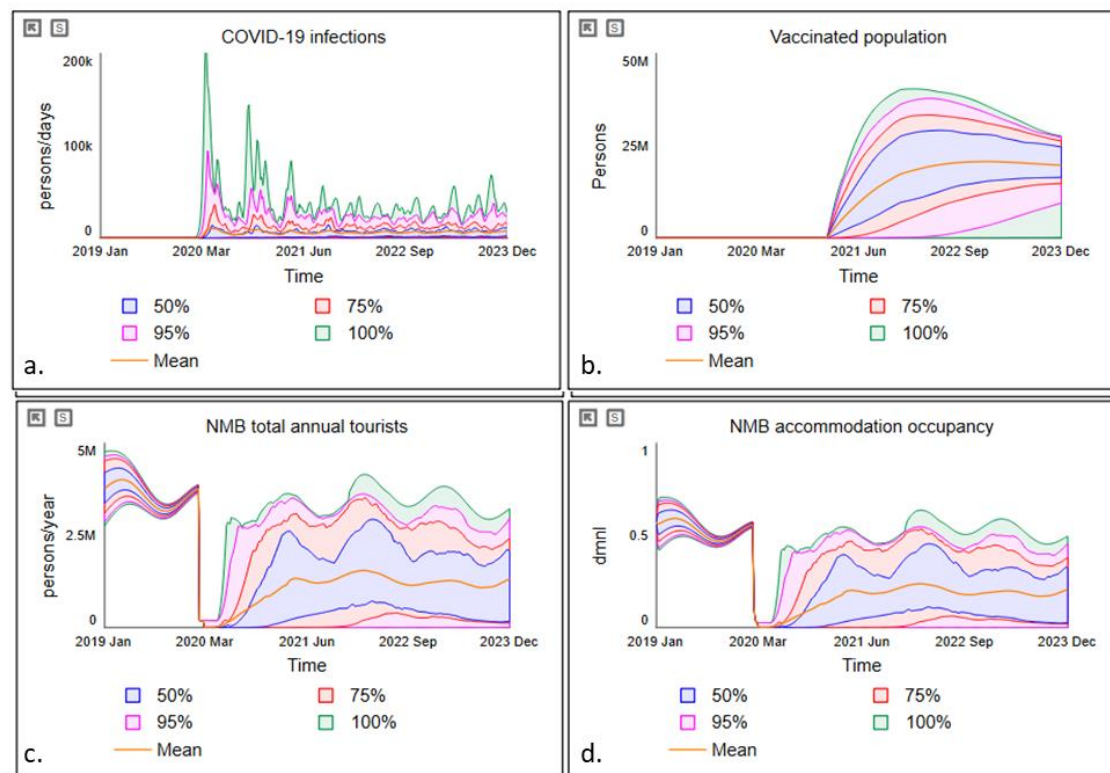 S
COVID-19 infections
200k
100k
0
persons/days
2019 Jan 2020 Mar 2021 Jun 2022 Sep 2023 Dec
Time
50% 75%
95% 100%
Mean
a.
S
Vaccinated population
50M
25M
0
Persons
2019 Jan 2020 Mar 2021 Jun 2022 Sep 2023 Dec
Time
50% 75%
95% 100%
Mean
b.
S
NMB total annual tourists
5M
2.5M
0
persons/year
2019 Jan 2020 Mar 2021 Jun 2022 Sep 2023 Dec
Time
50% 75%
95% 100%
Mean
c.
S
NMB accommodation occupancy
1
0.5
0
dmnl
2019 Jan 2020 Mar 2021 Jun 2022 Sep 2023 Dec
Time
50% 75%
95% 100%
Mean
d.